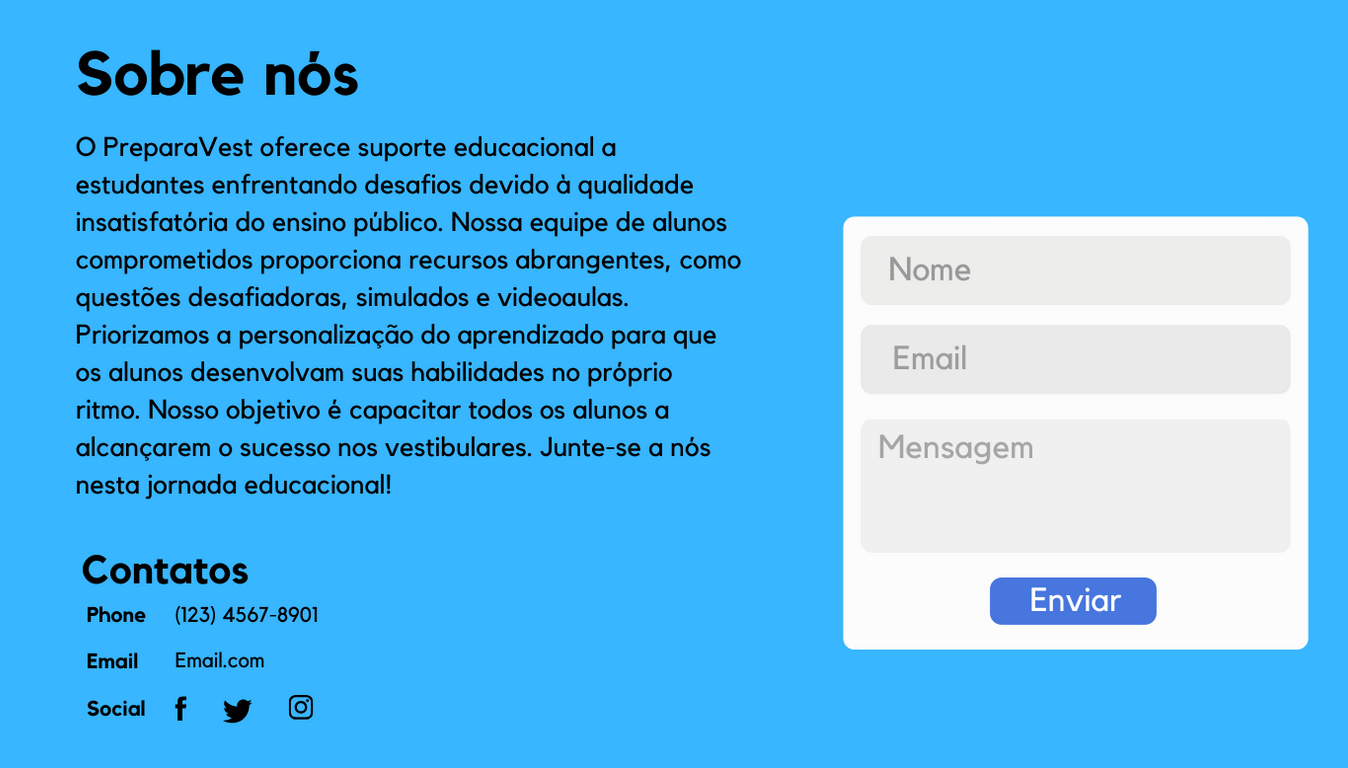 Sobre nós
O PreparaVest oferece suporte educacional a
estudantes enfrentando desafios devido à qualidade
insatisfatória do ensino público. Nossa equipe de alunos
comprometidos proporciona recursos abrangentes, como
questões desafiadoras, simulados e videoaulas.
Priorizamos a personalização do aprendizado para que
os alunos desenvolvam suas habilidades no próprio
ritmo. Nosso objetivo é capacitar todos os alunos a
alcançarem o sucesso nos vestibulares. Junte-se a nós
nesta jornada educacional!
Contatos
Phone (123) 4567-8901
Email Email.com
Social
Nome
Email
Mensagem
Enviar